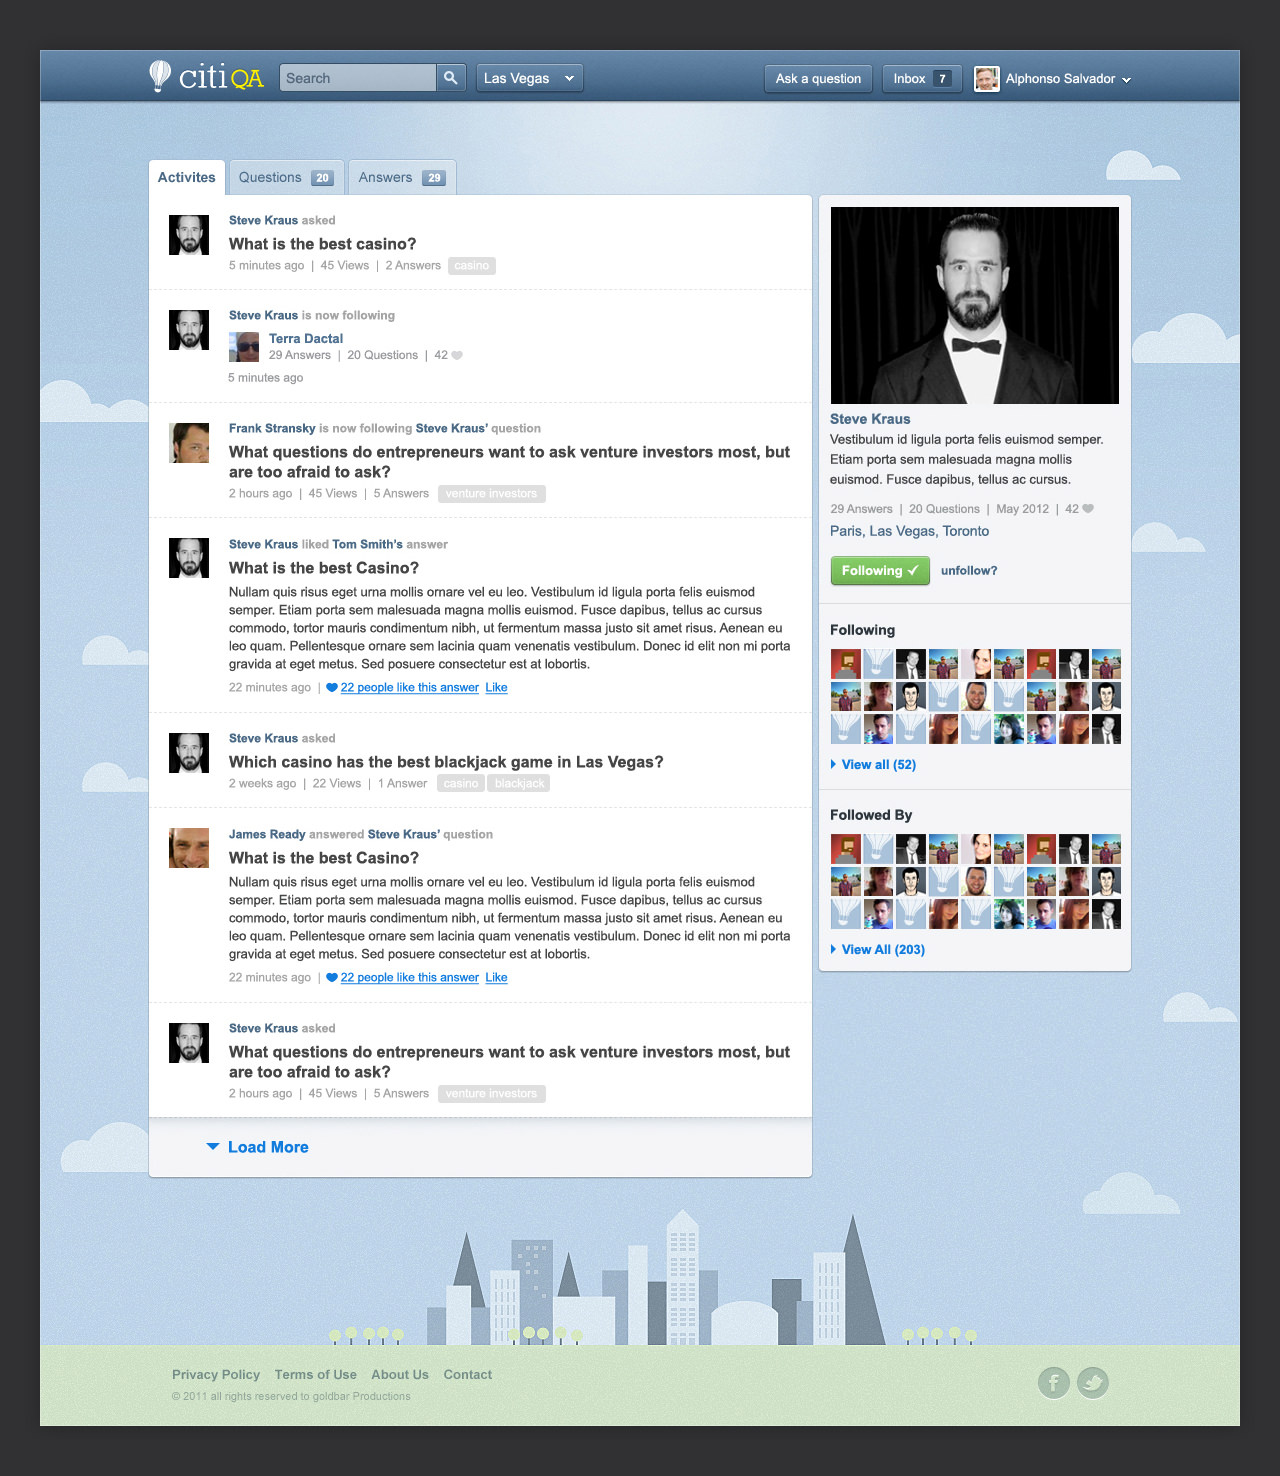 citi QA
Search
Las Vegas
Ask a question
Inbox 7
Alphonso Salvador
Activites
Questions 20
Answers 29
Steve Kraus asked
What is the best casino?
5 minutes ago | 45 Views | 2 Answers casino
Steve Kraus is now following
Terra Dactal
29 Answers | 20 Questions | 42
5 minutes ago
Frank Stransky is now following Steve Kraus' question
What questions do entrepreneurs want to ask venture investors most, but
are too afraid to ask?
2 hours ago | 45 Views | 5 Answers venture investors
Steve Kraus liked Tom Smith's answer
What is the best Casino?
Nullam quis risus eget urna mollis ornare vel eu leo. Vestibulum id ligula porta felis euismod
semper. Etiam porta sem malesuada magna mollis euismod. Fusce dapibus, tellus ac cursus
commodo, tortor mauris condimentum nibh, ut fermentum massa justo sit amet risus. Aenean eu
leo quam. Pellentesque ornare sem lacinia quam venenatis vestibulum. Donec id elit non mi porta
gravida at eget metus. Sed posuere consectetur est at lobortis.
22 minutes ago | 22 people like this answer Like
Steve Kraus asked
Which casino has the best blackjack game in Las Vegas?
2 weeks ago | 22 Views | 1 Answer casino blackjack
James Ready answered Steve Kraus' question
What is the best Casino?
Nullam quis risus eget urna mollis ornare vel eu leo. Vestibulum id ligula porta felis euismod
semper. Etiam porta sem malesuada magna mollis euismod. Fusce dapibus, tellus ac cursus
commodo, tortor mauris condimentum nibh, ut fermentum massa justo sit amet risus. Aenean eu
leo quam. Pellentesque ornare sem lacinia quam venenatis vestibulum. Donec id elit non mi porta
gravida at eget metus. Sed posuere consectetur est at lobortis.
22 minutes ago | 22 people like this answer Like
Steve Kraus asked
What questions do entrepreneurs want to ask venture investors most, but
are too afraid to ask?
2 hours ago | 45 Views | 5 Answers venture investors
Load More
Steve Kraus
Vestibulum id ligula porta felis euismod semper.
Etiam porta sem malesuada magna mollis
euismod. Fusce dapibus, tellus ac cursus.
29 Answers | 20 Questions | May 2012 | 42
Paris, Las Vegas, Toronto
Following
unfollow?
Following
View all (52)
Followed By
View All (203)
Privacy Policy Terms of Use About Us Contact
© 2011 all rights reserved to goldbar Productions